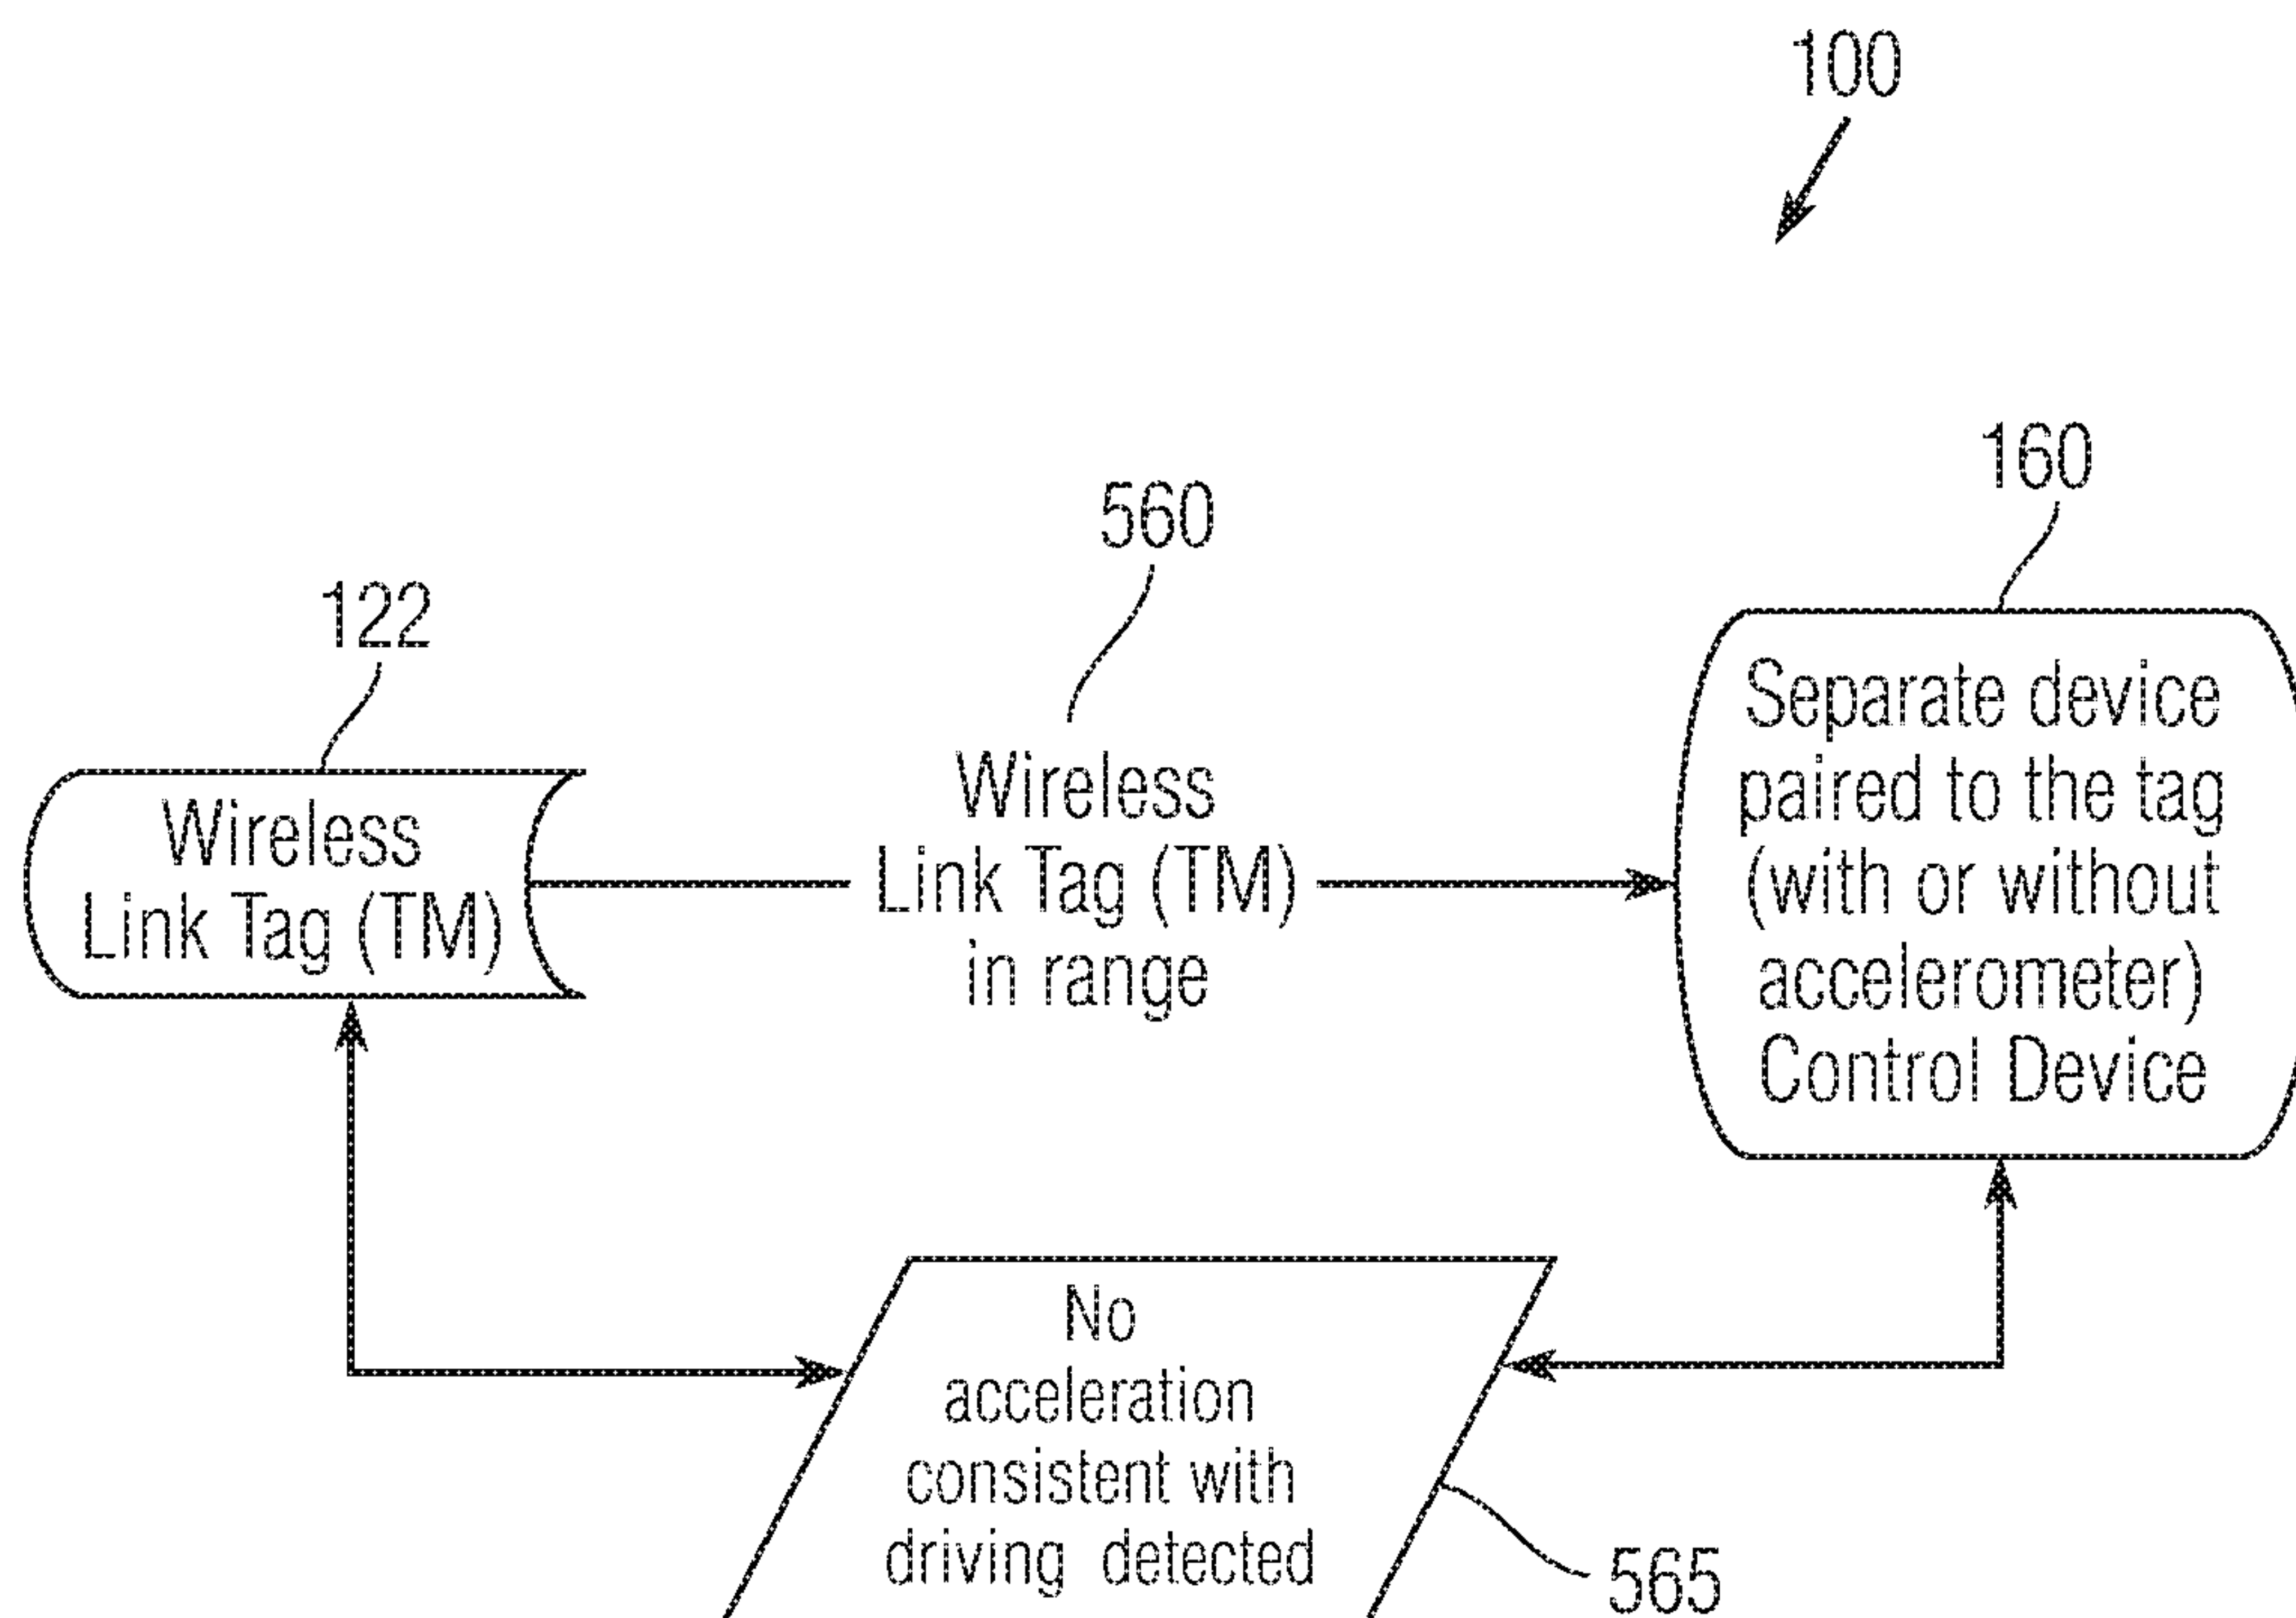 100
160
560
122
Separate device
paired to the tag
(with or without
accelerometer)
Control Device
Wireless
Link Tag (TM)
in range
Wireless
Link Tag (TM)
No
acceleration
consistent with
driving detected
565